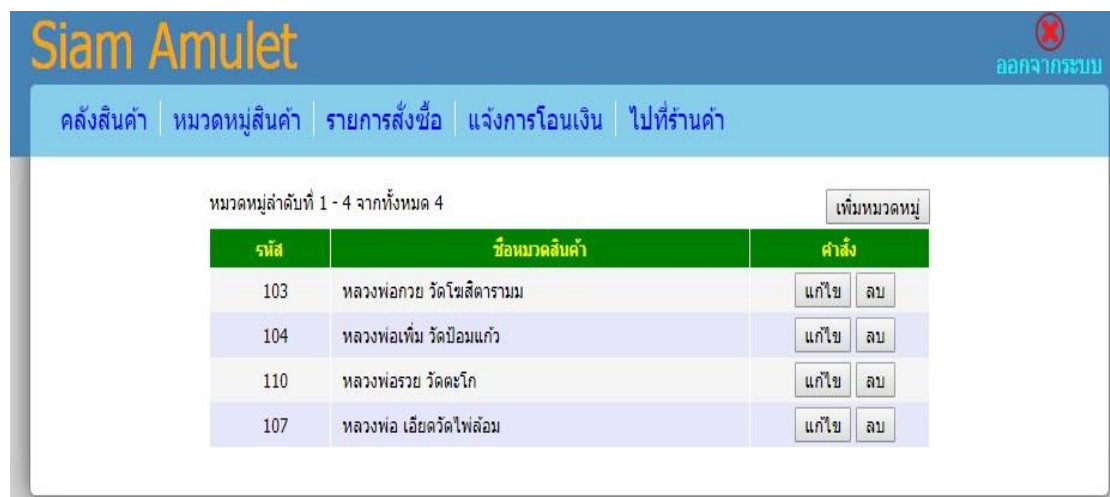 Siam Amulet
ออกจากระบบ
คลังสินค้า หมวดหมู่สินค้า รายการสั่งซื้อ แจ้งการโอนเงิน ไปที่ร้านค้า
หมวดหมู่ลำดับที่ 1 - 4 จากทั้งหมด 4 เพิ่มหมวดหมู่
รหัส ชื่อหมวดสินค้า คำสั่ง
103 หลวงพ่อกวย วัดโฆสิตารามม แก้ไข ลบ
104 หลวงพ่อเพิ่ม วัดป้อมแก้ว แก้ไข ลบ
110 หลวงพ่อรวย วัดตะโก แก้ไข ลบ
107 หลวงพ่อ เอียดวัดไพ่ล้อม แก้ไข ลบ